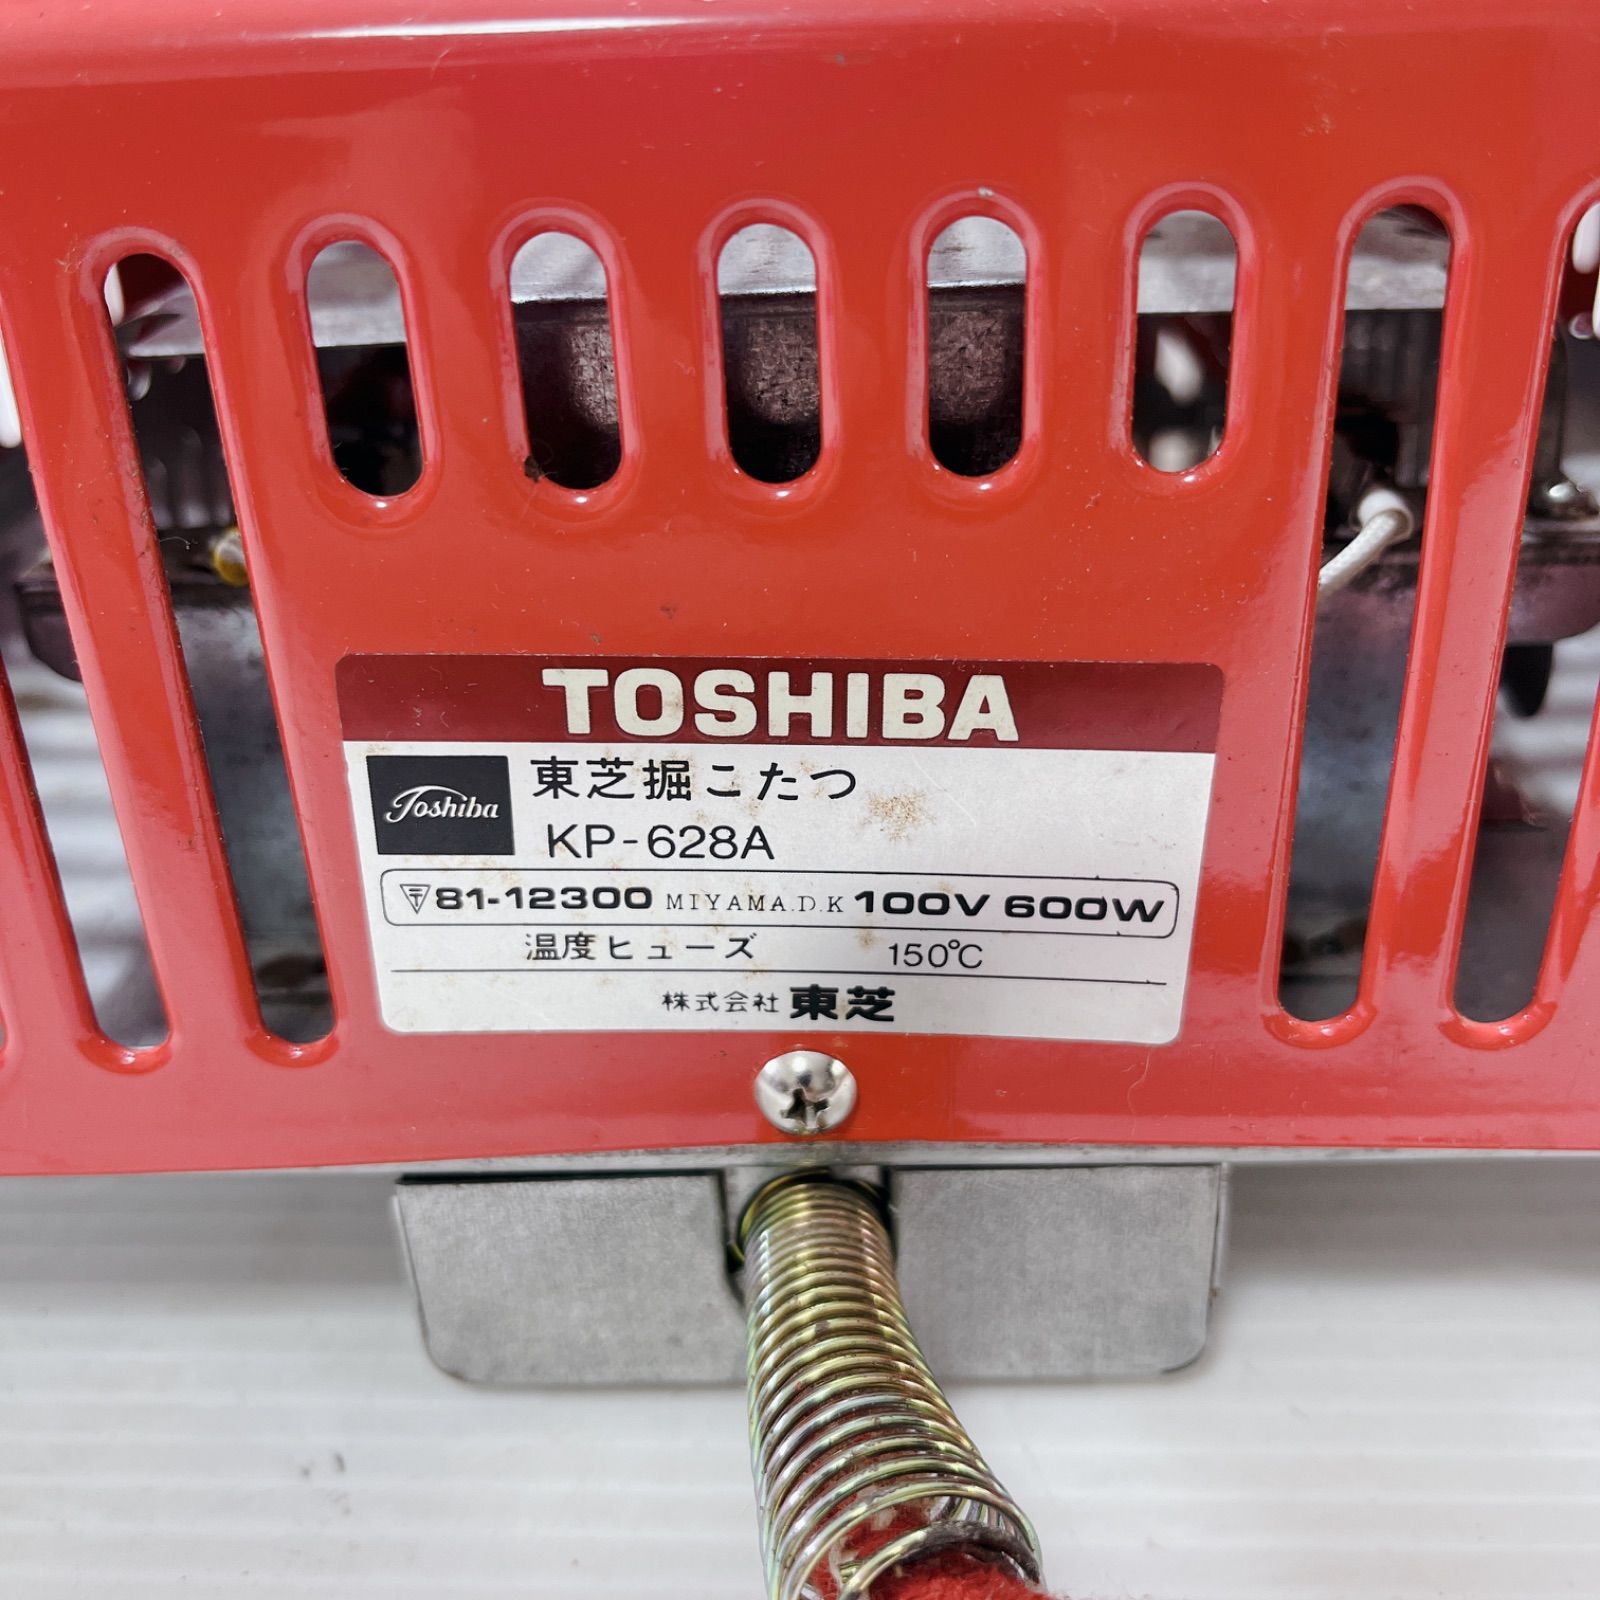 TOSHIBA
Toshiba
東芝掘こたつ
KP-628A
〒81-12300 MIYAMA.D.K 100V 600W
温度ヒューズ 150℃
株式会社 東芝